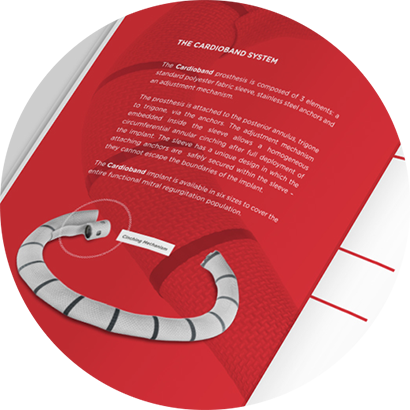 THE CARDIOBAND SYSTEM
The Cardioband prosthesis is composed of 3 elements, a
standard polyester fabric sleeve, stainless steel anchors and
an adjustment mechanism.
The prosthesis is attached to the posterior annulus, trigone
to trigone, via the anchors. The adjustment mechanism
embedded inside the sleeve allows a homogeneous
circumferential annular cinching after full deployment of
the implant. The sleeve has a unique design in which the
attaching anchors are safely secured within the sleeve -
they cannot escape the boundaries of the implant.
The Cardioband implant is available in six sizes to cover the
entire functional mitral regurgitation population.
Cinching Mechanism